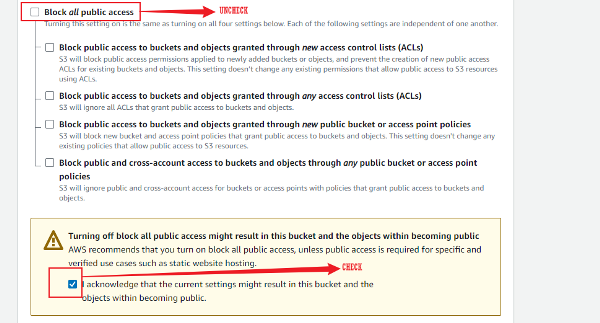 Block all public access
UNCHECK
Turning this setting on is the same as turning on all four settings below. Each of the following settings are independent of one another.
Block public access to buckets and objects granted through new access control lists (ACLs)
S3 will block public access permissions applied to newly added buckets or objects, and prevent the creation of new public access
ACLs for existing buckets and objects. This setting doesn't change any existing permissions that allow public access to S3 resources
using ACLs.
Block public access to buckets and objects granted through any access control lists (ACLs)
S3 will ignore all ACLs that grant public access to buckets and objects.
Block public access to buckets and objects granted through new public bucket or access point policies
S3 will block new bucket and access point policies that grant public access to buckets and objects. This setting doesn't change any
existing policies that allow public access to S3 resources.
Block public and cross-account access to buckets and objects through any public bucket or access point
policies
S3 will ignore public and cross-account access for buckets or access points with policies that grant public access to buckets and
objects.
Turning off block all public access might result in this bucket and the objects within becoming public
AWS recommends that you turn on block all public access, unless public access is required for specific and
verified use cases such as static website hosting.
CHECK
I acknowledge that the current settings might result in this bucket and the
objects within becoming public.